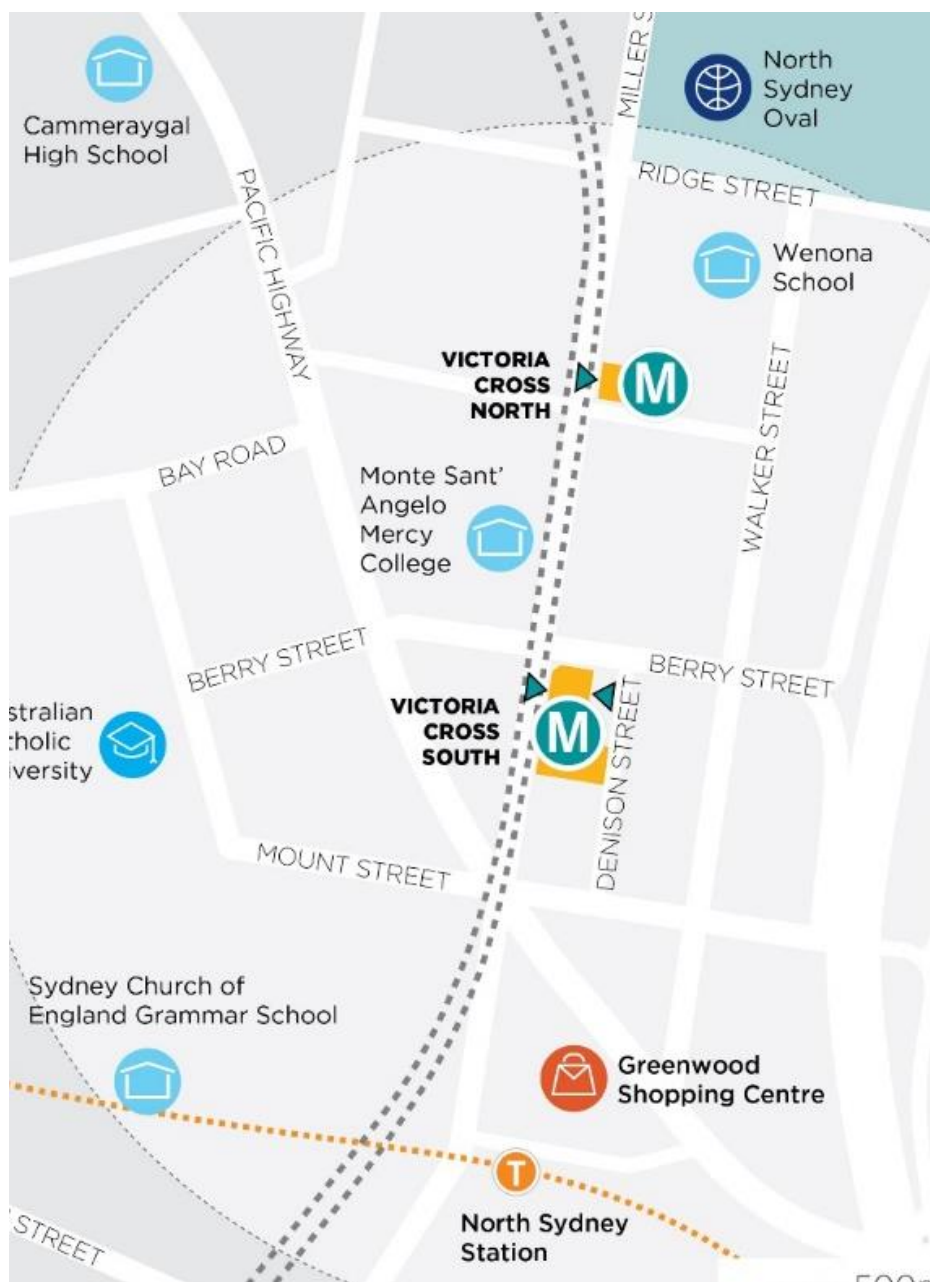 MILLER S
North
Sydney
Oval
Cammeraygal
High School
RIDGE STREET
PACIFIC HIGHWAY
Wenona
School
VICTORIA
CROSS
NORTH
M
WALKER STREET
BAY ROAD
Monte Sant’
Angelo
Mercy
College
BERRY STREET
BERRY STREET
VICTORIA
CROSS
SOUTH
M
DENISON STREET
stralian
tholic
iversity
MOUNT STREET
Sydney Church of
England Grammar School
Greenwood
Shopping Centre
T
North Sydney
Station
STREET